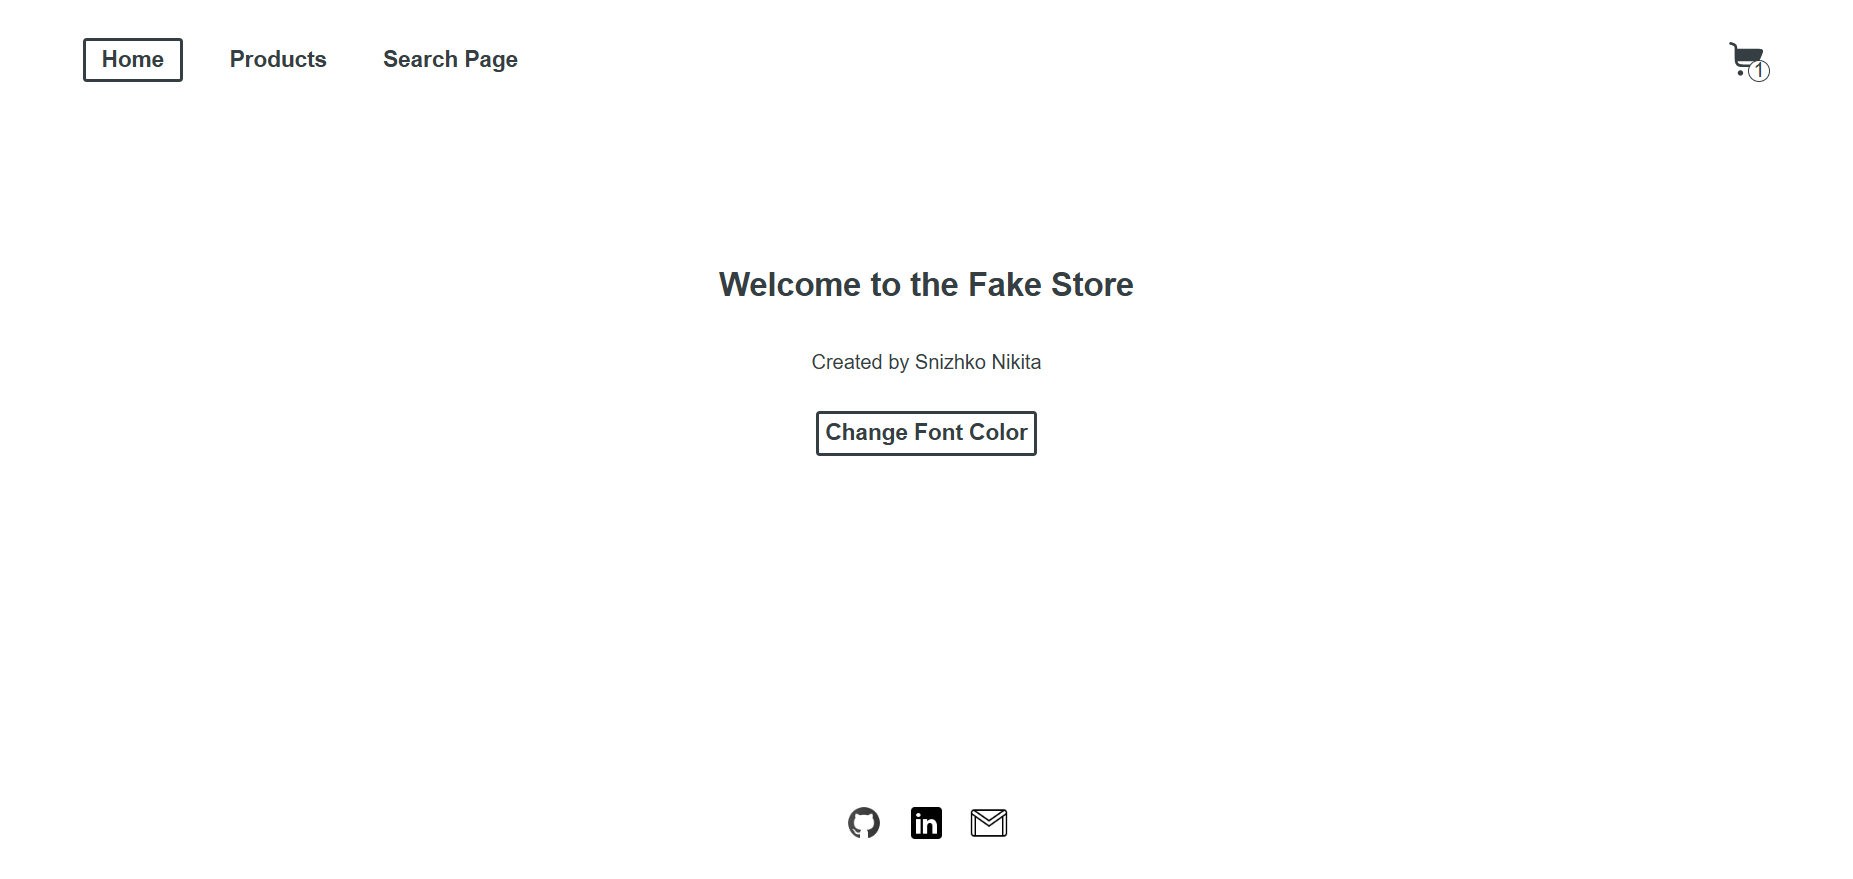 Home
Products
Search Page
1
Welcome to the Fake Store
Created by Snizhko Nikita
Change Font Color
in